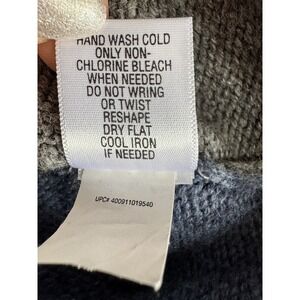 HAND WASH COLD
ONLY NON-
CHLORINE BLEACH
WHEN NEEDED
DO NOT WRING
OR TWIST
RESHAPE
DRY FLAT
COOL IRON
IF NEEDED
UPC# 400911019540